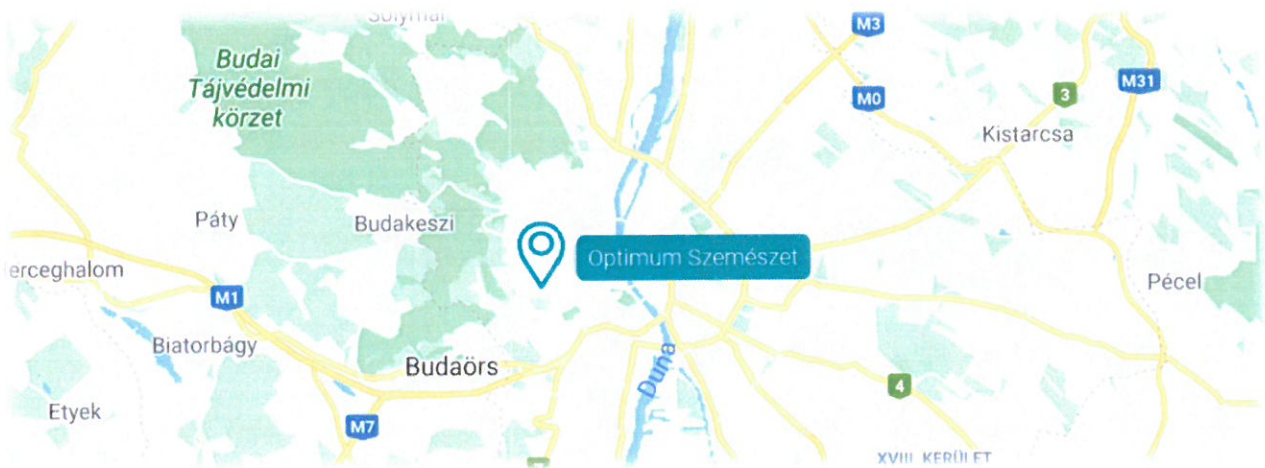 Solymár
M3
Budai
Tájvédelmi
körzet
M31
3
M0
Kistarcsa
Páty
Budakeszi
Optimum Szemészet
erceghalom
Pécel
M1
Biatorbágy
Budaörs
Duna
4
Etyek
M7
XVIII. KERÜLET